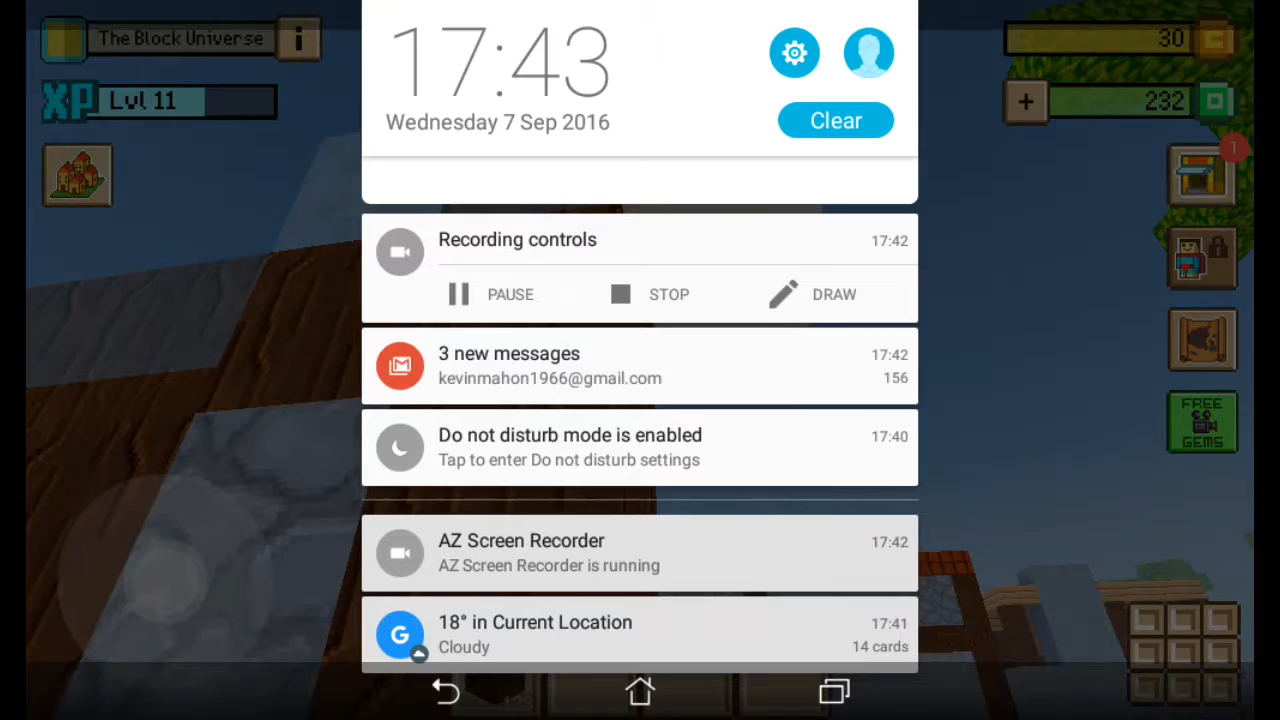 The Block Universe
i
XP
Lvl 11
17:43
Wednesday 7 Sep 2016
Clear
30
+
232
1
Recording controls
17:42
PAUSE
STOP
DRAW
3 new messages
17:42
kevinmahon1966@gmail.com
156
Do not disturb mode is enabled
17:40
Tap to enter Do not disturb settings
FREE
GEMS
AZ Screen Recorder
17:42
AZ Screen Recorder is running
G
18° in Current Location
17:41
Cloudy
14 cards